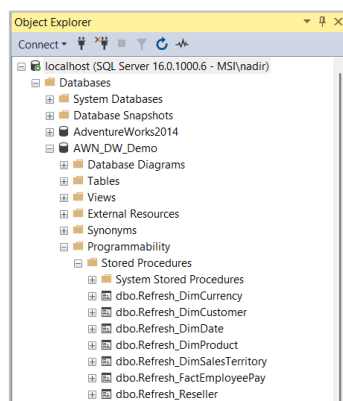 Object Explorer
Connect
localhost (SQL Server 16.0.1000.6 - MSI\nadir)
Databases
System Databases
Database Snapshots
AdventureWorks2014
AWN_DW_Demo
Database Diagrams
Tables
Views
External Resources
Synonyms
Programmability
Stored Procedures
System Stored Procedures
dbo.Refresh_DimCurrency
dbo.Refresh_DimCustomer
dbo.Refresh_DimDate
dbo.Refresh_DimProduct
dbo.Refresh_DimSalesTerritory
dbo.Refresh_FactEmployeePay
dbo.Refresh_Reseller